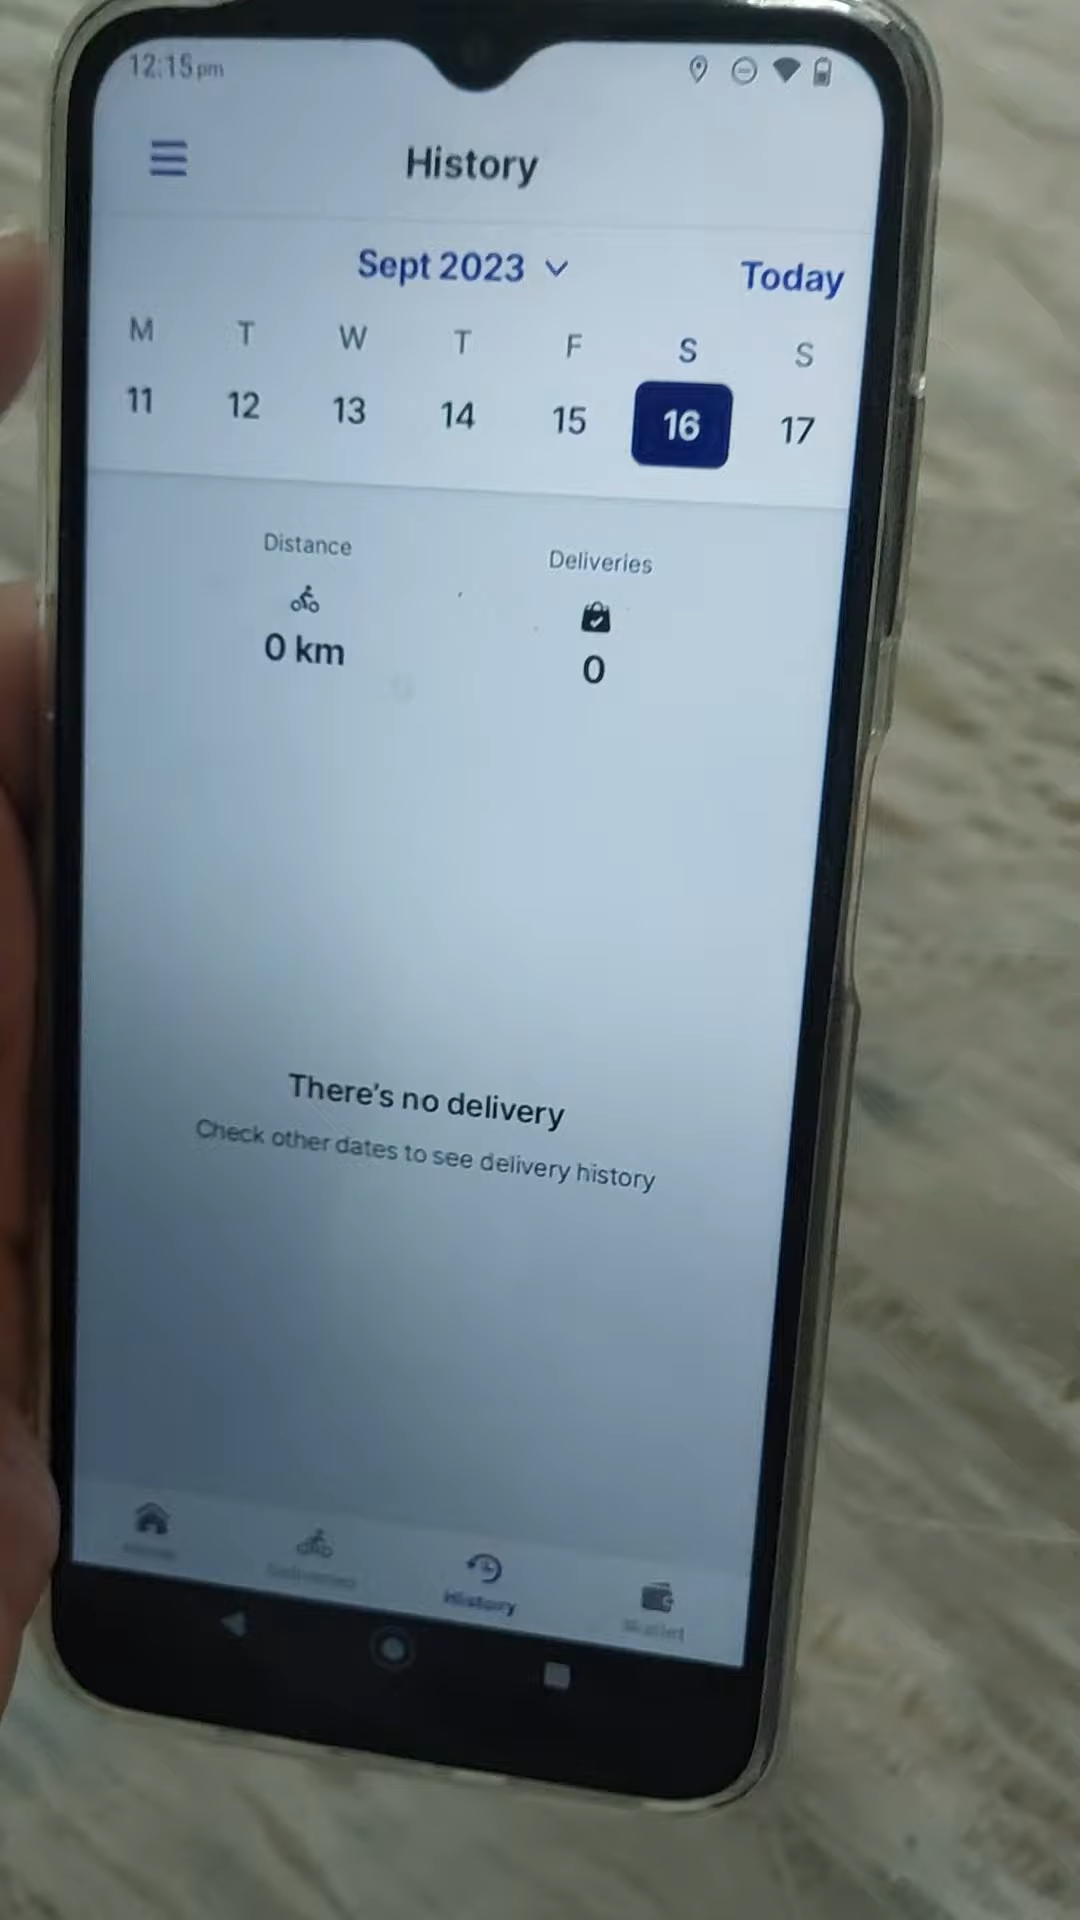 12:15 pm
History
Sept 2023
Today
M T W T F S S
11 12 13 14 15 16 17
Distance
Deliveries
0 km
0
There's no delivery
Check other dates to see delivery history
History